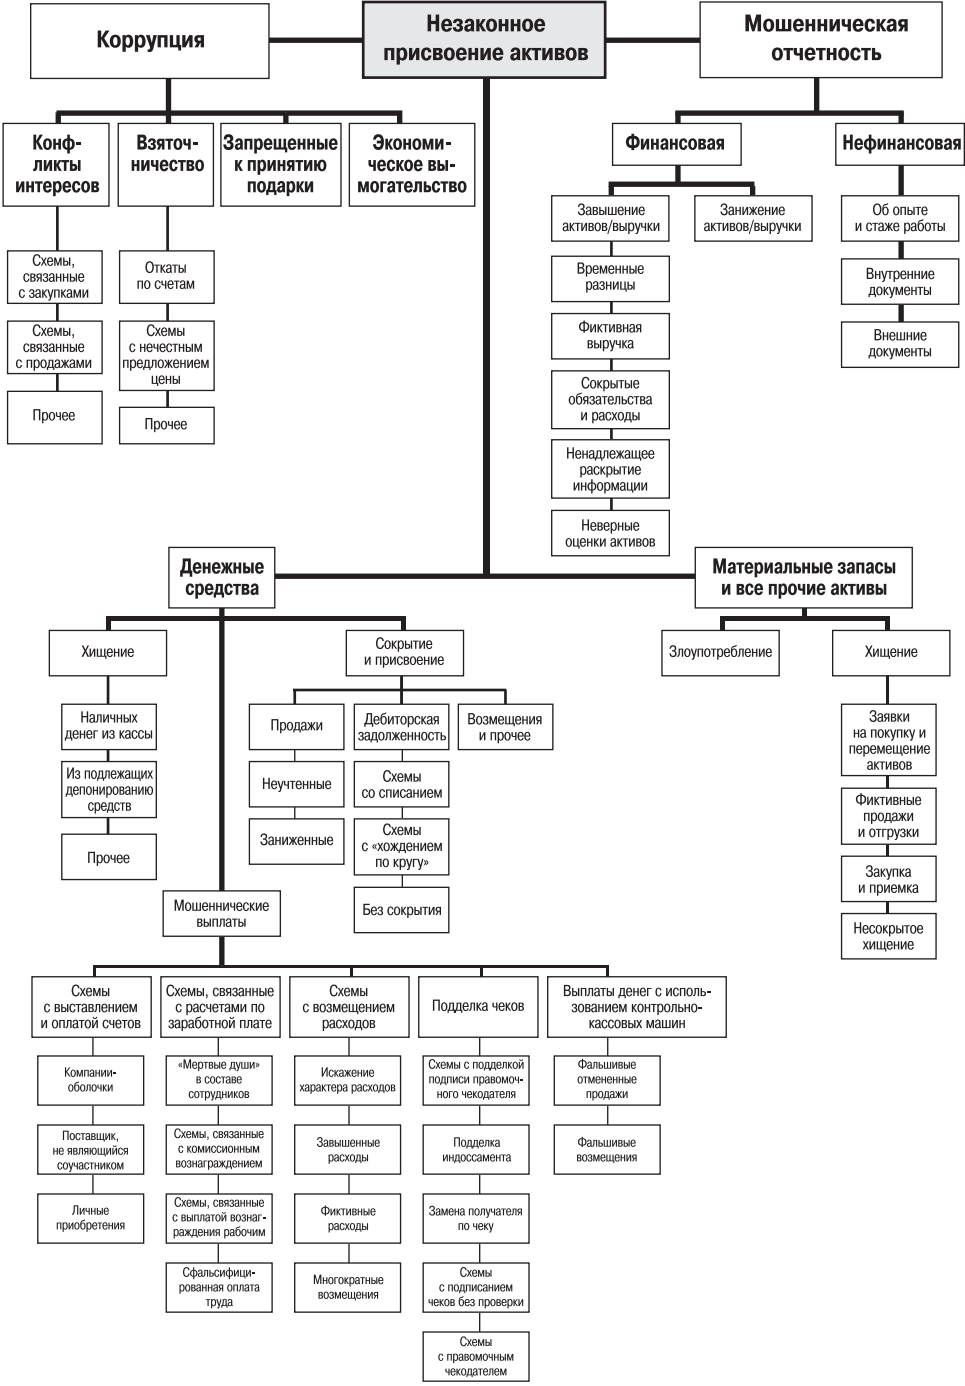 Коррупция
Незаконное
присвоение активов
Мошенническая
отчетность
Конф-
ликты
интересов
Взяточ-
ничество
Запрещенные
к принятию
подарки
Экономи-
ческое вы-
могательство
Финансовая
Нефинансовая
Схемы,
связанные
с закупками
Схемы,
связанные
с продажами
Прочее
Откаты
по счетам
Схемы
с нечестным
предложением
цены
Прочее
Завышение
активов/выручки
Временные
разницы
Фиктивная
выручка
Сокрытые
обязательства
и расходы
Ненадлежащее
раскрытие
информации
Неверные
оценки активов
Занижение
активов/выручки
Об опыте
и стаже работы
Внутренние
документы
Внешние
документы
Денежные
средства
Материальные запасы
и все прочие активы
Хищение
Наличных
денег из кассы
Из подлежащих
депонированию
средств
Прочее
Сокрытие
и присвоение
Продажи
Неучтенные
Заниженные
Дебиторская
задолженность
Схемы
со списанием
Схемы
с «хождением
по кругу»
Без сокрытия
Возмещения
и прочее
Злоупотребление
Хищение
Заявки
на покупку и
перемещение
активов
Фиктивные
продажи
и отгрузки
Закупка
и приемка
Несокрытое
хищение
Мошеннические
выплаты
Схемы
с выставлением
и оплатой счетов
Компании-
оболочки
Поставщик,
не являющийся
соучастником
Личные
приобретения
Схемы, связанные
с расчетами по
заработной плате
«Мертвые души»
в составе
сотрудников
Схемы, связанные
с комиссионным
вознаграждением
Схемы, связанные
с выплатой вознаг-
раждения рабочим
Сфальсифици-
рованная оплата
труда
Схемы
с возмещением
расходов
Искажение
характера расходов
Завышенные
расходы
Фиктивные
расходы
Многократные
возмещения
Подделка чеков
Схемы с подделкой
подписи правомоч-
ного чекодателя
Подделка
индоссамента
Замена получателя
по чеку
Схемы
с подписанием
чеков без проверки
Схемы
с правомочным
чекодателем
Выплаты денег с исполь-
зованием контрольно-
кассовых машин
Фальшивые
отмененные
продажи
Фальшивые
возмещения